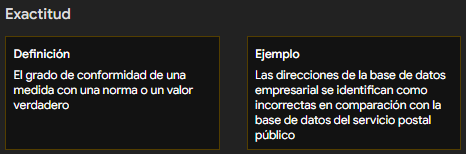 Exactitud
Definición
El grado de conformidad de una
medida con una norma o un valor
verdadero
Ejemplo
Las direcciones de la base de datos
empresarial se identifican como
incorrectas en comparación con la
base de datos del servicio postal
público